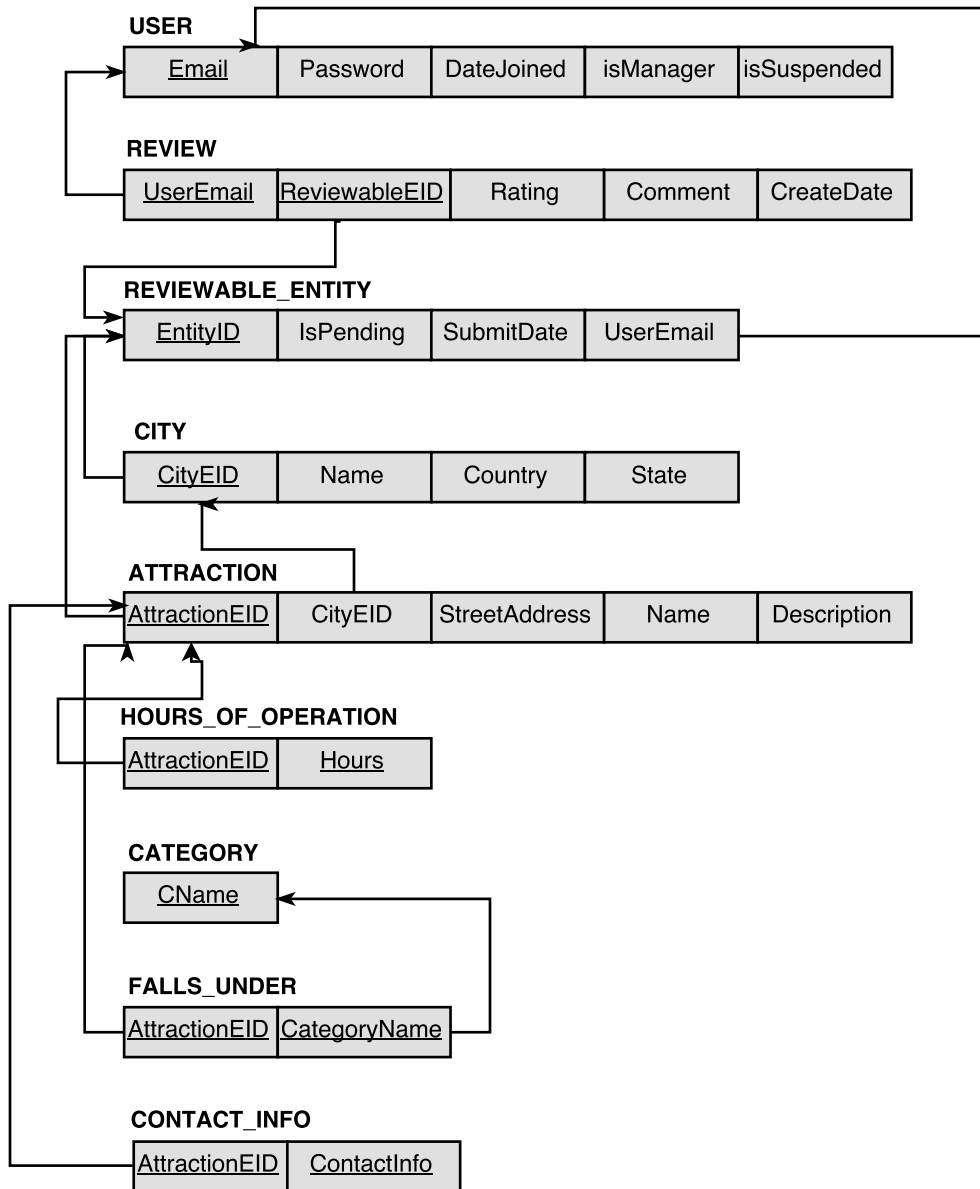 USER
Email Password DateJoined isManager isSuspended
REVIEW
UserEmail ReviewableEID Rating Comment CreateDate
REVIEWABLE_ENTITY
EntityID IsPending SubmitDate UserEmail
CITY
CityEID Name Country State
ATTRACTION
AttractionEID CityEID StreetAddress Name Description
HOURS_OF_OPERATION
AttractionEID Hours
CATEGORY
CName
FALLS_UNDER
AttractionEID CategoryName
CONTACT_INFO
AttractionEID ContactInfo